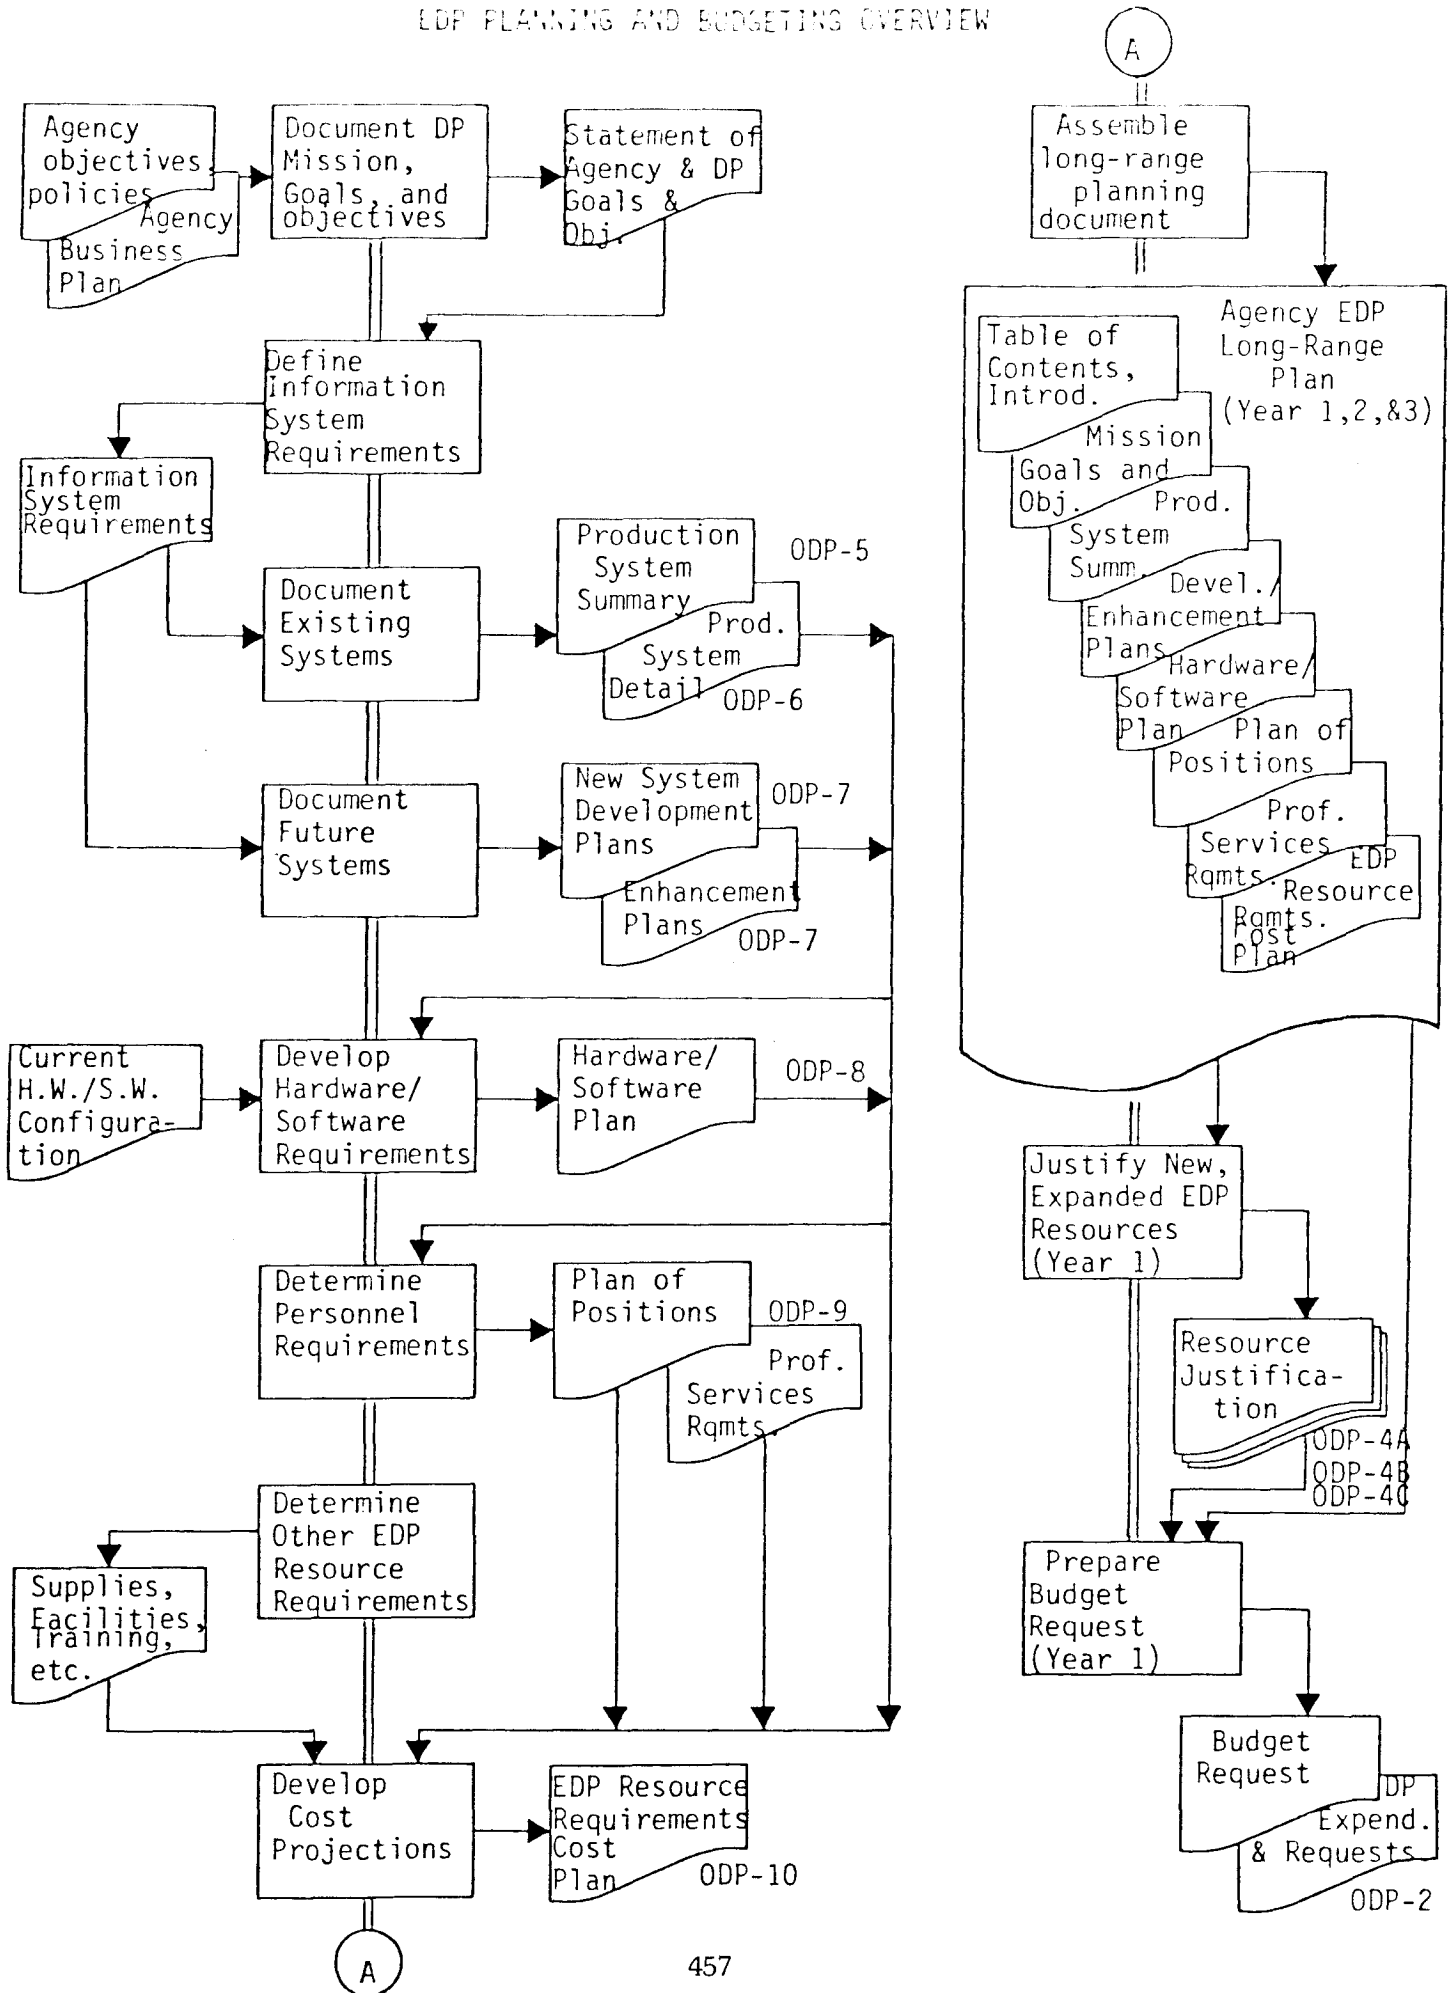 EDP PLANNING AND BUDGETING OVERVIEW
Agency
objectives
policies
Agency
Business
Plan
Document DP
Mission,
Goals, and
objectives
Statement of
Agency & DP
Goals &
Obj.
Define
Information
System
Requirements
Information
System
Requirements
Document
Existing
Systems
Production
System
Summary
ODP-5
Prod.
System
Detail
ODP-6
Document
Future
Systems
New System
Development
Plans
ODP-7
Enhancement
Plans
ODP-7
Current
H.W./S.W.
Configura-
tion
Develop
Hardware/
Software
Requirements
Hardware/
Software
Plan
ODP-8
Determine
Personnel
Requirements
Plan of
Positions
ODP-9
Prof.
Services
Rqmts.
Determine
Other EDP
Resource
Requirements
Supplies,
Facilities,
Training,
etc.
Develop
Cost
Projections
EDP Resource
Requirements
Cost
Plan
ODP-10
A
A
Assemble
long-range
planning
document
Agency EDP
Long-Range
Plan
(Year 1,2,&3)
Table of
Contents,
Introd.
Mission
Goals and
Obj.
Prod.
System
Summ.
Devel./
Enhancement
Plans
Hardware/
Software
Plan
Plan of
Positions
Prof.
Services
Rqmts.
EDP
Resource
Rqmts.
Cost
Plan
Justify New,
Expanded EDP
Resources
(Year 1)
Resource
Justifica-
tion
ODP-4A
ODP-4B
ODP-4C
Prepare
Budget
Request
(Year 1)
Budget
Request
DP
Expend.
& Requests
ODP-2
457